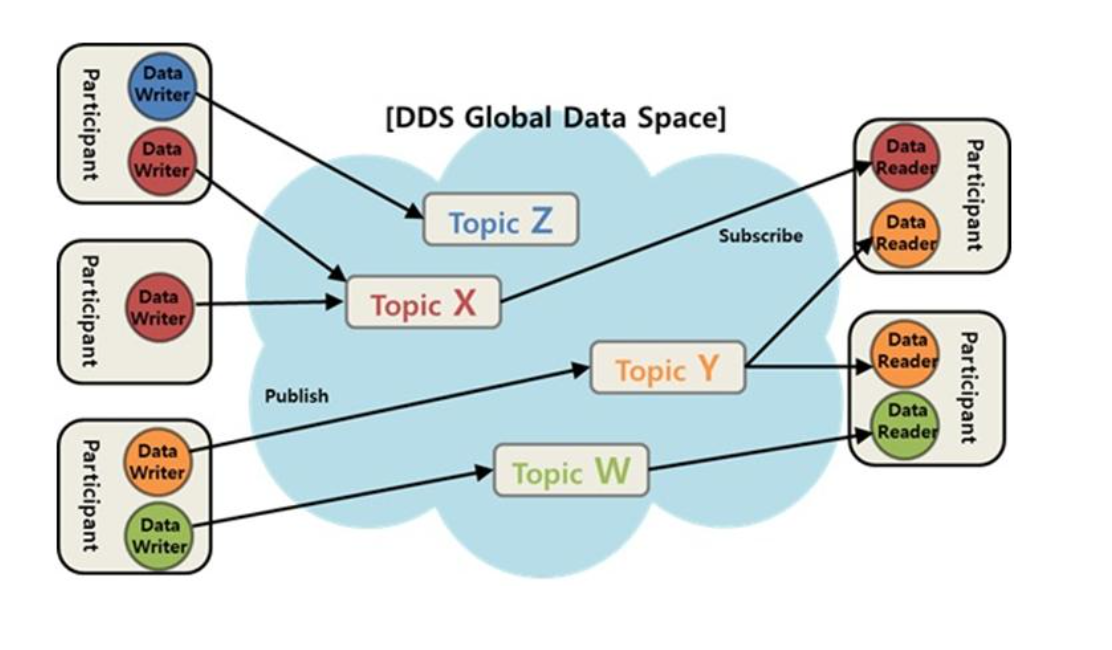 [DDS Global Data Space]
Participant
Data
Writer
Data
Writer
Participant
Data
Writer
Participant
Data
Writer
Data
Writer
Topic Z
Topic X
Topic Y
Topic W
Publish
Subscribe
Data
Reader
Data
Reader
Participant
Data
Reader
Data
Reader
Participant